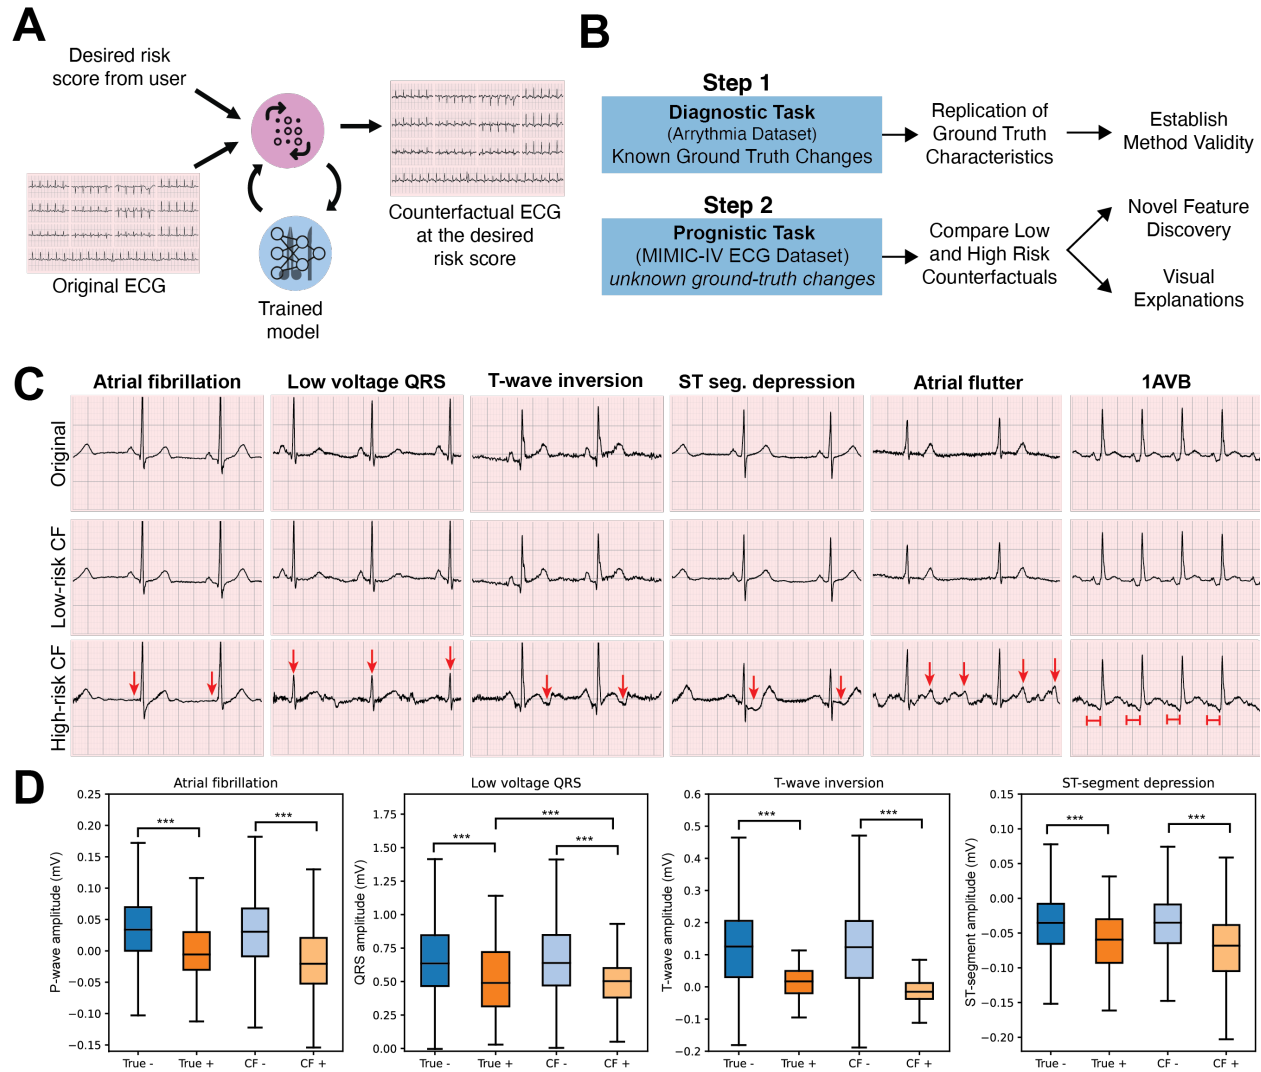 A
Desired risk
score from user
Original ECG
Trained
model
Counterfactual ECG
at the desired
risk score
B
Step 1
Diagnostic Task
(Arrythmia Dataset)
Known Ground Truth Changes
Replication of
Ground Truth
Characteristics
Establish
Method Validity
Step 2
Prognistic Task
(MIMIC-IV ECG Dataset)
unknown ground-truth changes
Compare Low
and High Risk
Counterfactuals
Novel Feature
Discovery
Visual
Explanations
C
Atrial fibrillation
Low voltage QRS
T-wave inversion
ST seg. depression
Atrial flutter
1AVB
Original
Low-risk CF
High-risk CF
D
Atrial fibrillation
P-wave amplitude (mV)
0.25
0.20
0.15
0.10
0.05
0.00
−0.05
−0.10
−0.15
***
***
True -
True +
CF -
CF +
Low voltage QRS
QRS amplitude (mV)
1.75
1.50
1.25
1.00
0.75
0.50
0.25
0.00
***
***
***
True -
True +
CF -
CF +
T-wave inversion
T-wave amplitude (mV)
0.6
0.5
0.4
0.3
0.2
0.1
0.0
−0.1
−0.2
***
***
True -
True +
CF -
CF +
ST-segment depression
ST-segment amplitude (mV)
0.15
0.10
0.05
0.00
−0.05
−0.10
−0.15
−0.20
***
***
True -
True +
CF -
CF +